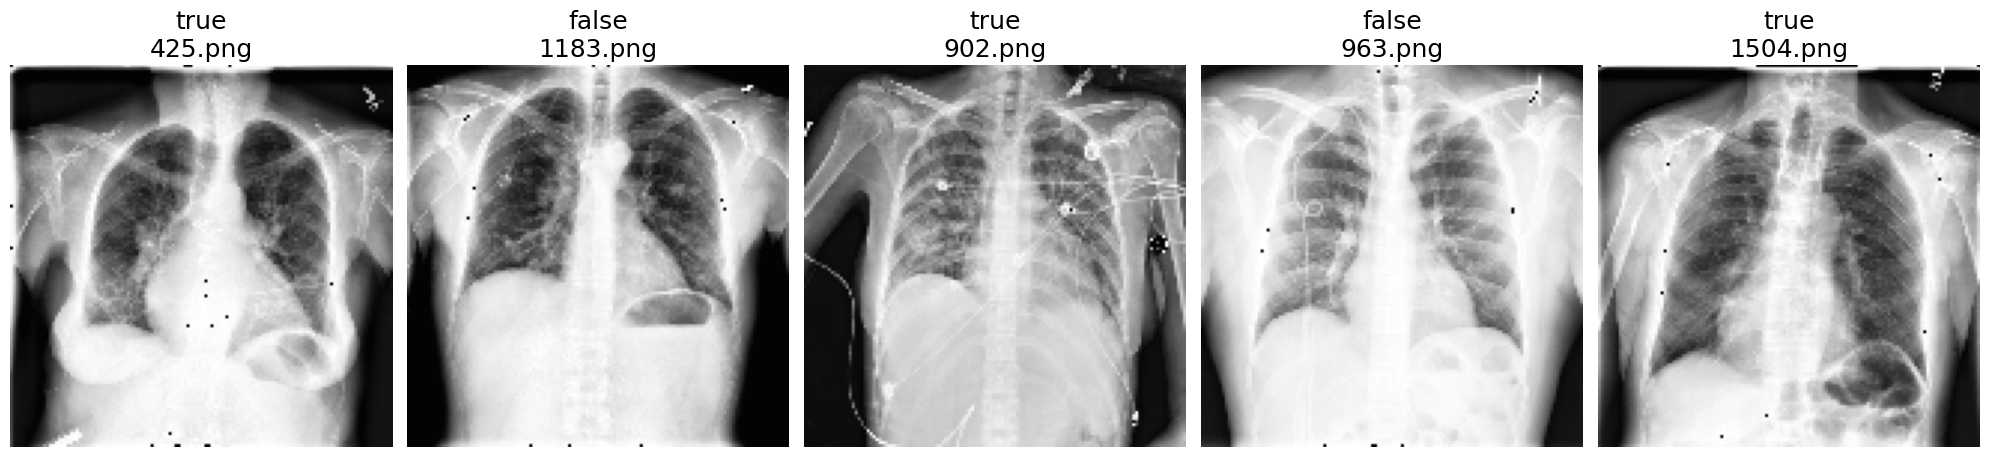 true
425.png
false
1183.png
true
902.png
false
963.png
true
1504.png